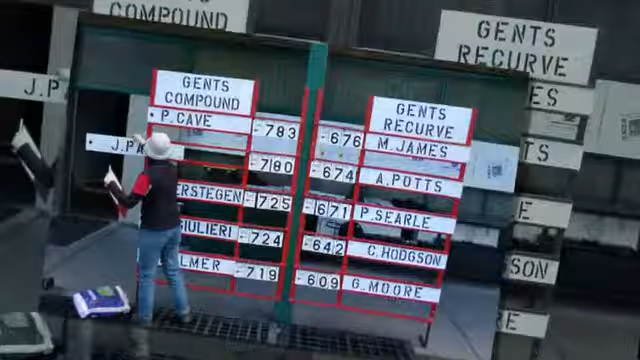 GENTS
COMPOUND
P.CAVE
783
780
ERSTEGEN
725
IULIERI
724
LMER
719
GENTS
RECURVE
676
M.JAMES
674
A.POTTS
671
P.SEARLE
642
C.HODGSON
609
G.MOORE
COMPOUND
J.P
GENTS
RECURVE
ES
TS
E
SON
RE